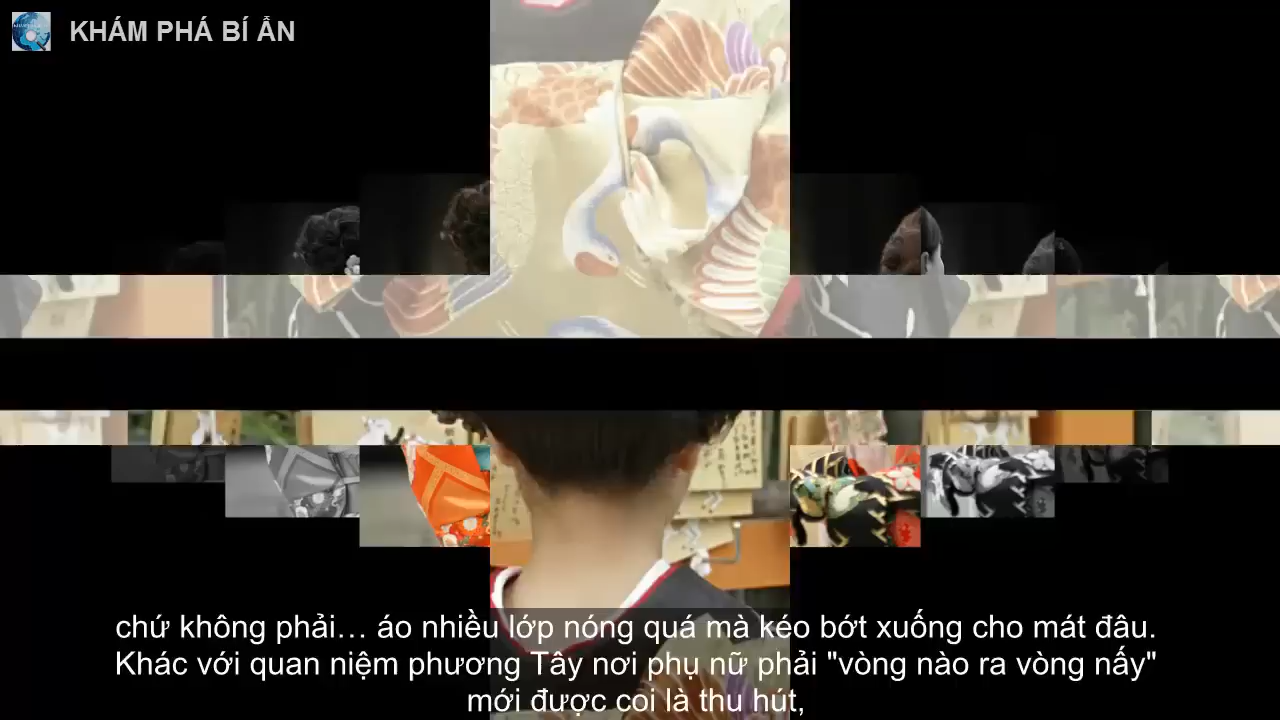 KHÁM PHÁ BÍ ẨN
chứ không phải… áo nhiều lớp nóng quá mà kéo bớt xuống cho mát đâu.
Khác với quan niệm phương Tây nơi phụ nữ phải "vòng nào ra vòng nấy"
mới được coi là thu hút,